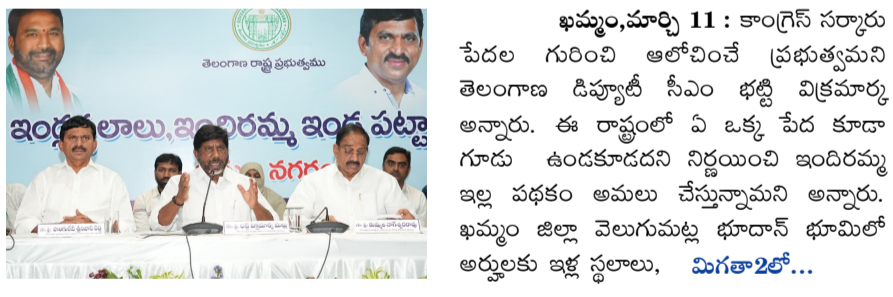 తెలంగాణ రాష్ట్ర ప్రభుత్వము
ఇండ్ల స్థలాలు,ఇందిరమ్మ ఇండ్ల పట్టా
ఖమ్మం,మార్చి 11 : కాంగ్రెస్ సర్కారు
పేదల గురించి ఆలోచించే ప్రభుత్వమని
తెలంగాణ డిప్యూటీ సీఎం భట్టి విక్రమార్క
అన్నారు. ఈ రాష్ట్రంలో ఏ ఒక్క పేద కూడా
గూడు ఉండకూడదని నిర్ణయించి ఇందిరమ్మ
ఇల్ల పథకం అమలు చేస్తున్నామని అన్నారు.
ఖమ్మం జిల్లా వెలుగుమట్ల భూదాన్ భూమిలో
అర్హులకు ఇళ్ల స్థలాలు, మిగతా2లో...